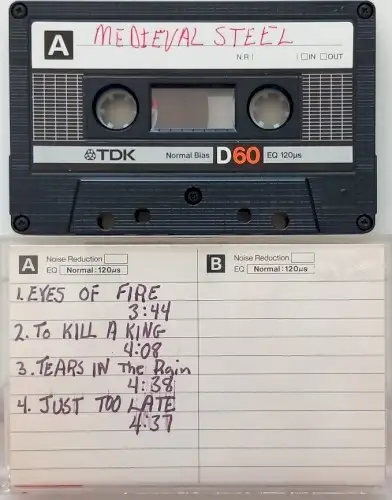 A MEDIEVAL STEEL
N.R □IN □OUT
TDK Normal Bias D60 EQ 120μs
A Noise Reduction
EQ Normal:120μs
B Noise Reduction
EQ Normal:120μs
1. EYES OF FIRE
3:44
2. TO KILL A KING
4:08
3. TEARS IN The Rain
4:38
4. JUST TOO LATE
4:37